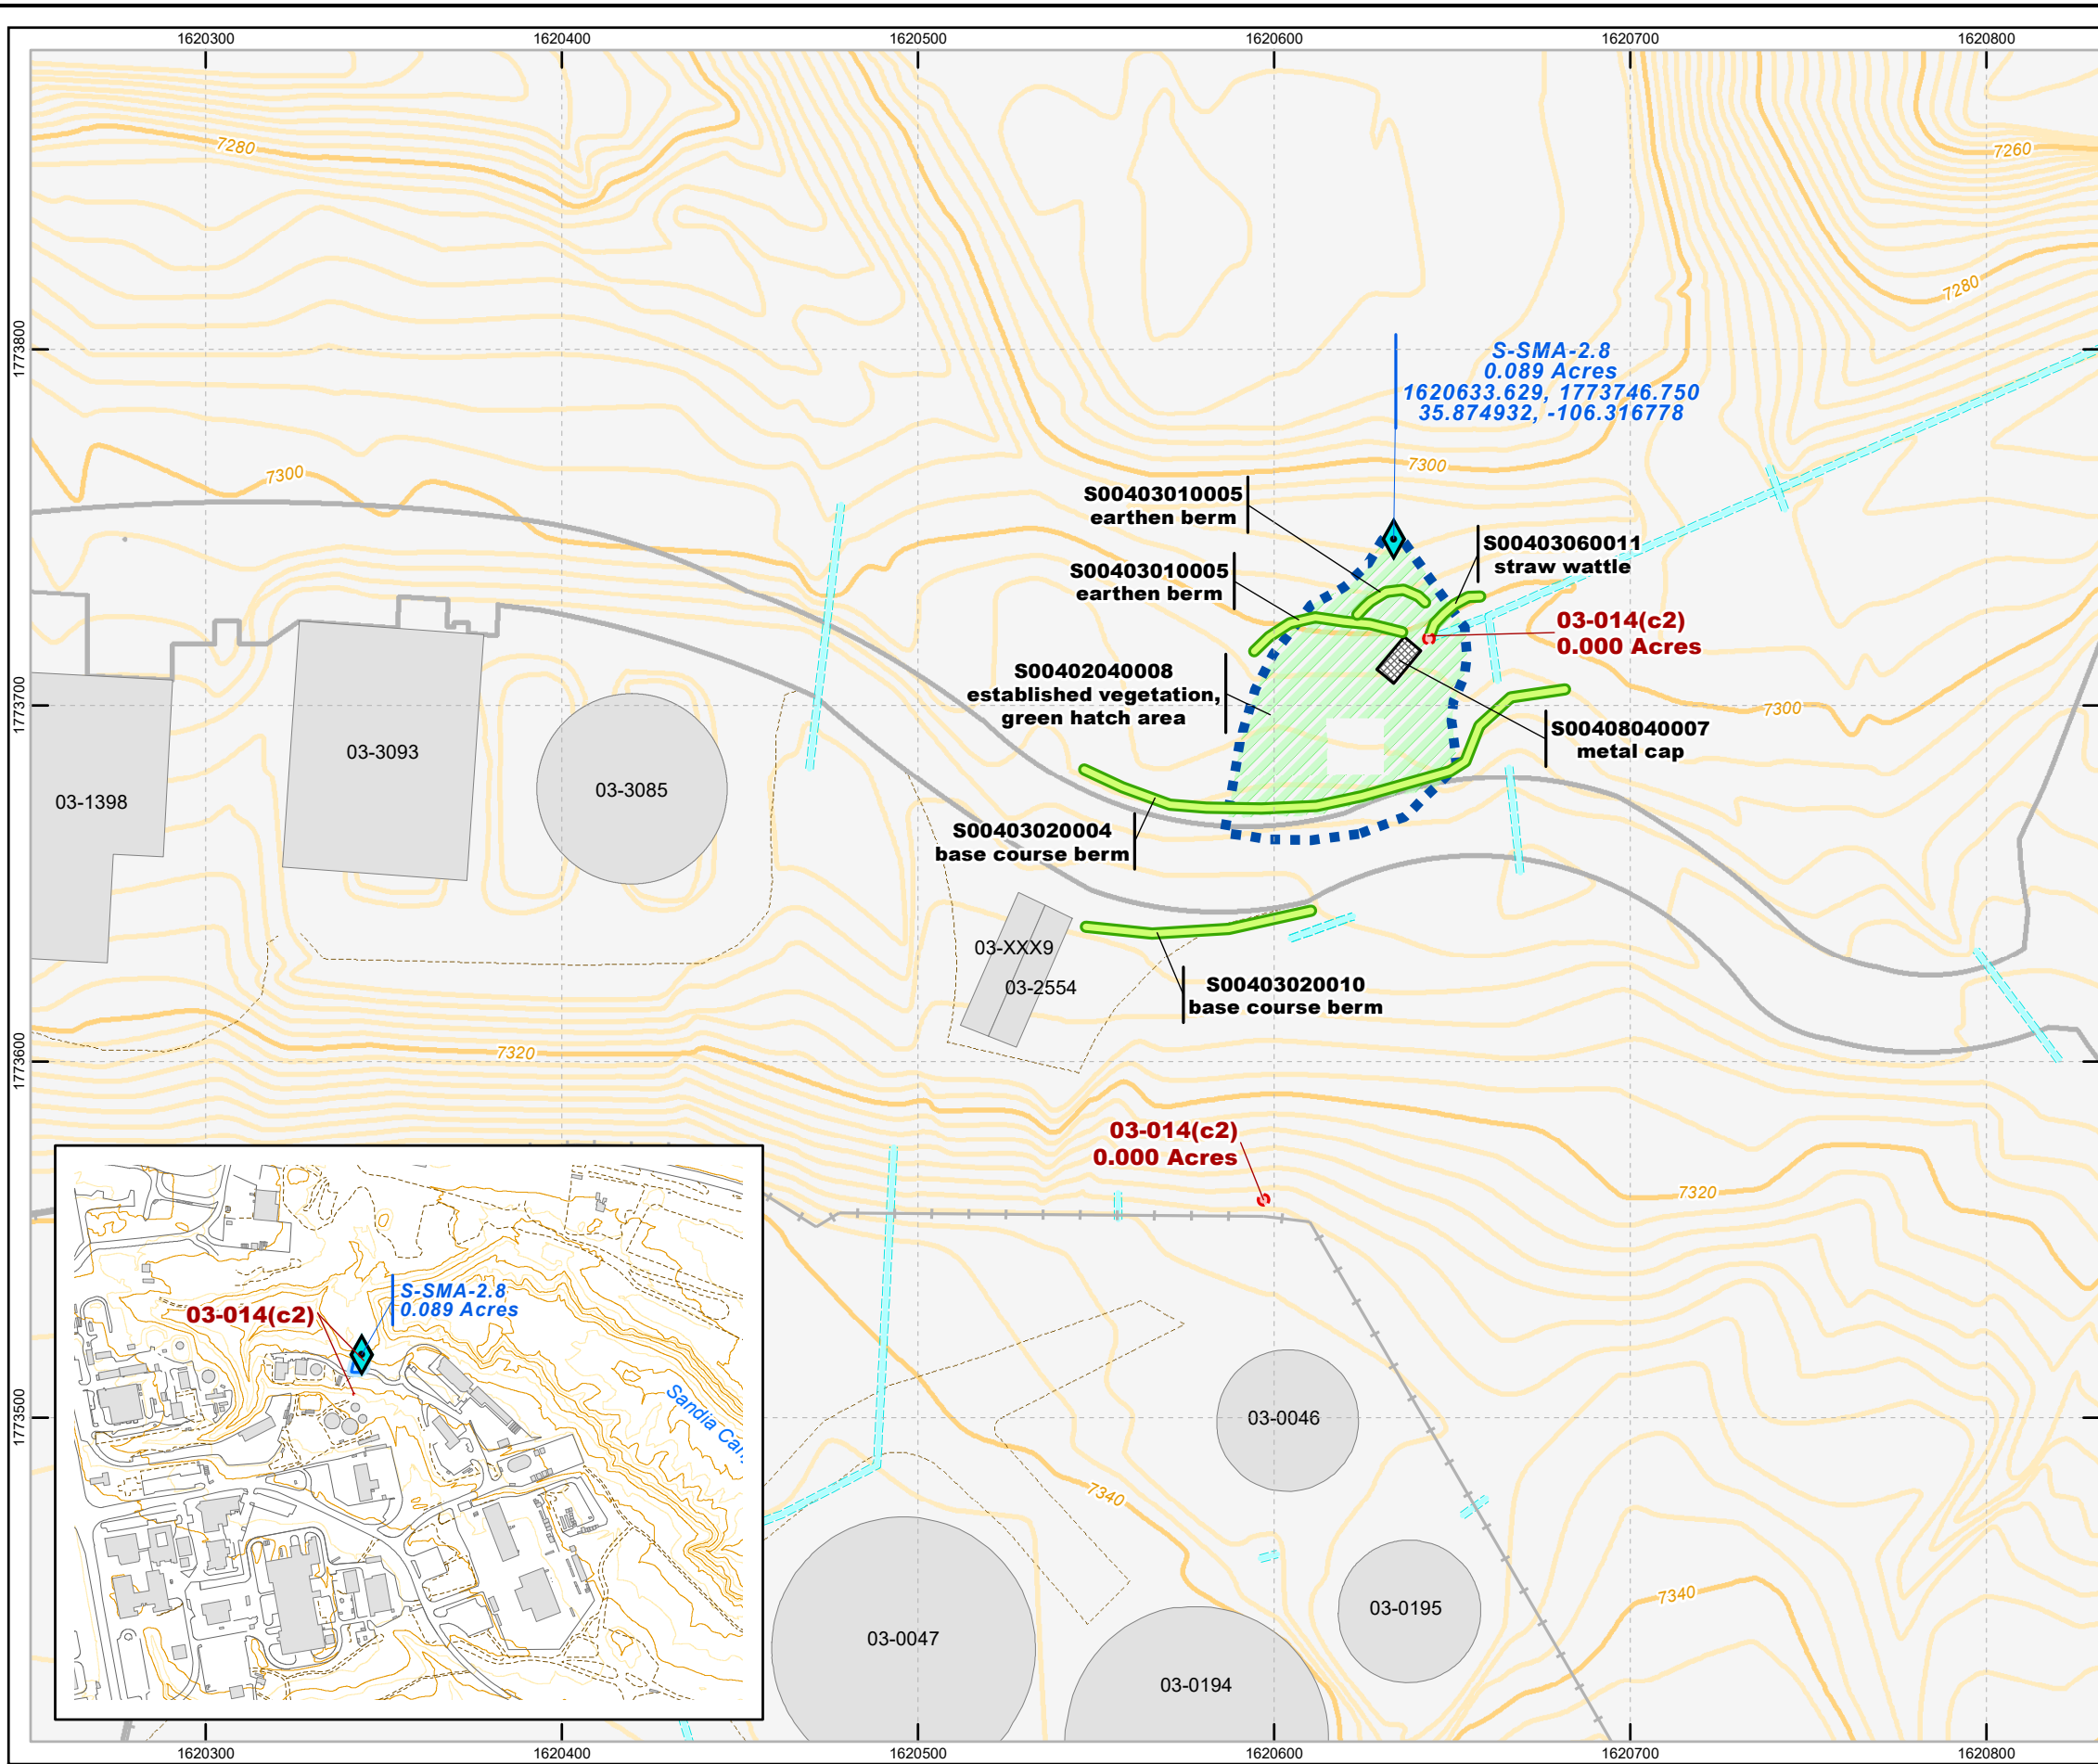 1620300
1620400
1620500
1620600
1620700
1620800
7280
7260
7280
1773800
S-SMA-2.8
0.089 Acres
1620633.629, 1773746.750
35.874932, -106.316778
7300
7300
S00403010005
earthen berm
S00403060011
straw wattle
S00403010005
earthen berm
03-014(c2)
0.000 Acres
S00402040008
established vegetation,
green hatch area
1773700
7300
S00408040007
metal cap
03-3093
03-3085
03-1398
S00403020004
base course berm
03-XXX9
03-2554
S00403020010
base course berm
1773600
7320
03-014(c2)
0.000 Acres
7320
S-SMA-2.8
0.089 Acres
03-014(c2)
Sandia Can
1773500
03-0046
7340
7340
03-0195
03-0047
03-0194
1620300
1620400
1620500
1620600
1620700
1620800